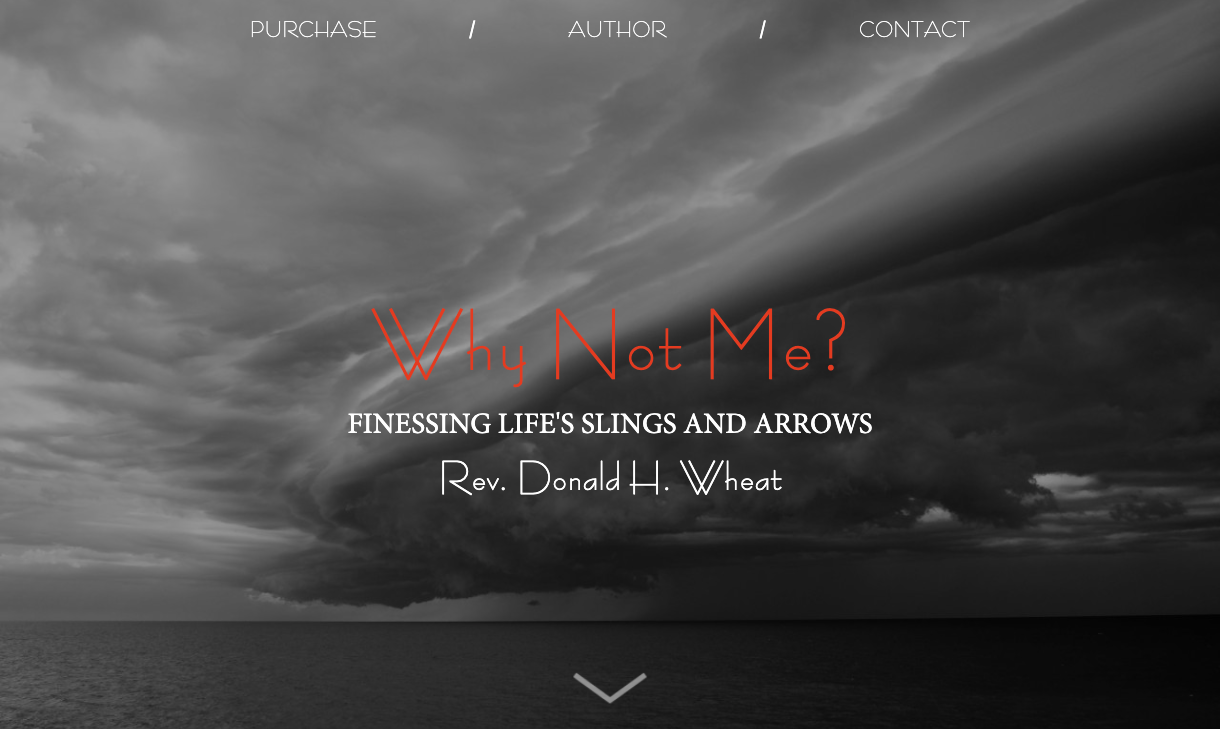 PURCHASE / AUTHOR / CONTACT
Why Not Me?
FINESSING LIFE'S SLINGS AND ARROWS
Rev. Donald H. Wheat